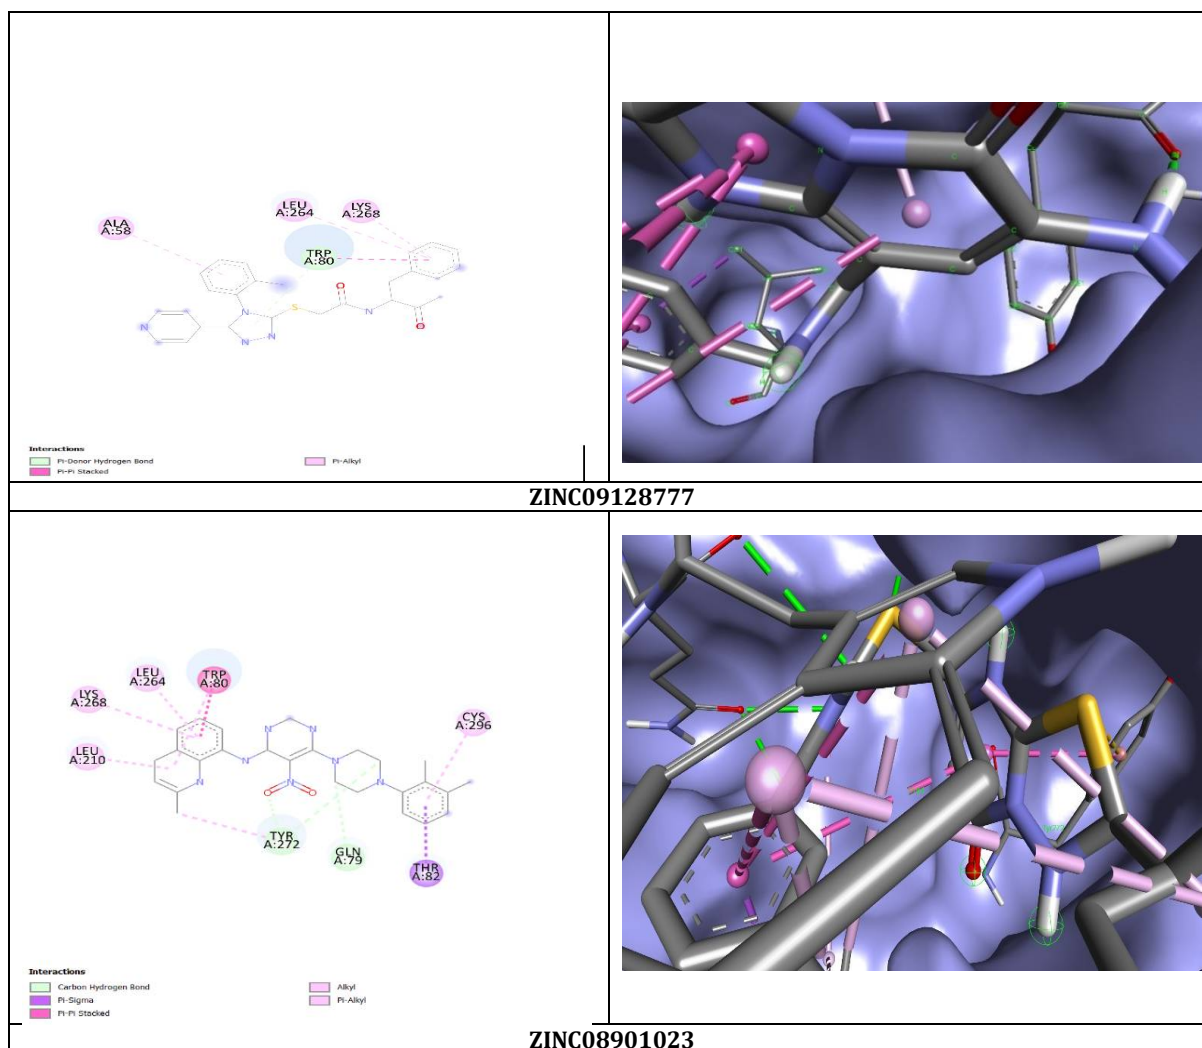 LEU
A:264
LYS
A:268
ALA
A:58
TRP
A:80
O
N
S
N
O
N
N
N
Interactions
Pi-Donor Hydrogen Bond
Pi-Pi Stacked
Pi-Alkyl
ZINC09128777
LEU
A:264
TRP
A:80
LYS
A:268
CYS
A:296
LEU
A:210
N
N
N
N
N
N
N
O
O
TYR
A:272
GLN
A:79
THR
A:82
Interactions
Carbon Hydrogen Bond
Pi-Sigma
Pi-Pi Stacked
Alkyl
Pi-Alkyl
ZINC08901023